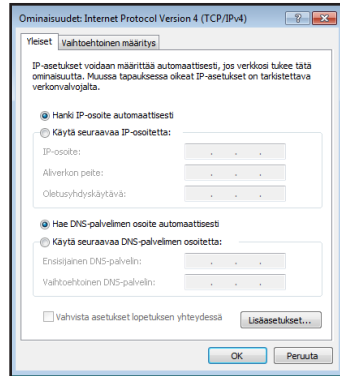 Ominaisuudet: Internet Protocol Version 4 (TCP/IPv4)
Yleiset Vaihtoehtoinen määritys
IP-asetukset voidaan määrittää automaattisesti, jos verkkosi tukee tätä
ominaisuutta. Muussa tapauksessa oikeat IP-asetukset on tarkistettava
verkonvalvojalta.
Hanki IP-osoite automaattisesti
Käytä seuraavaa IP-osoitetta:
IP-osoite:
Aliverkon peite:
Oletusyhdyskäytävä:
Hae DNS-palvelimen osoite automaattisesti
Käytä seuraavaa DNS-palvelimen osoitetta:
Ensisijainen DNS-palvelin:
Vaihtoehtoinen DNS-palvelin:
Vahvista asetukset lopetuksen yhteydessä
Lisäasetukset...
OK Peruuta